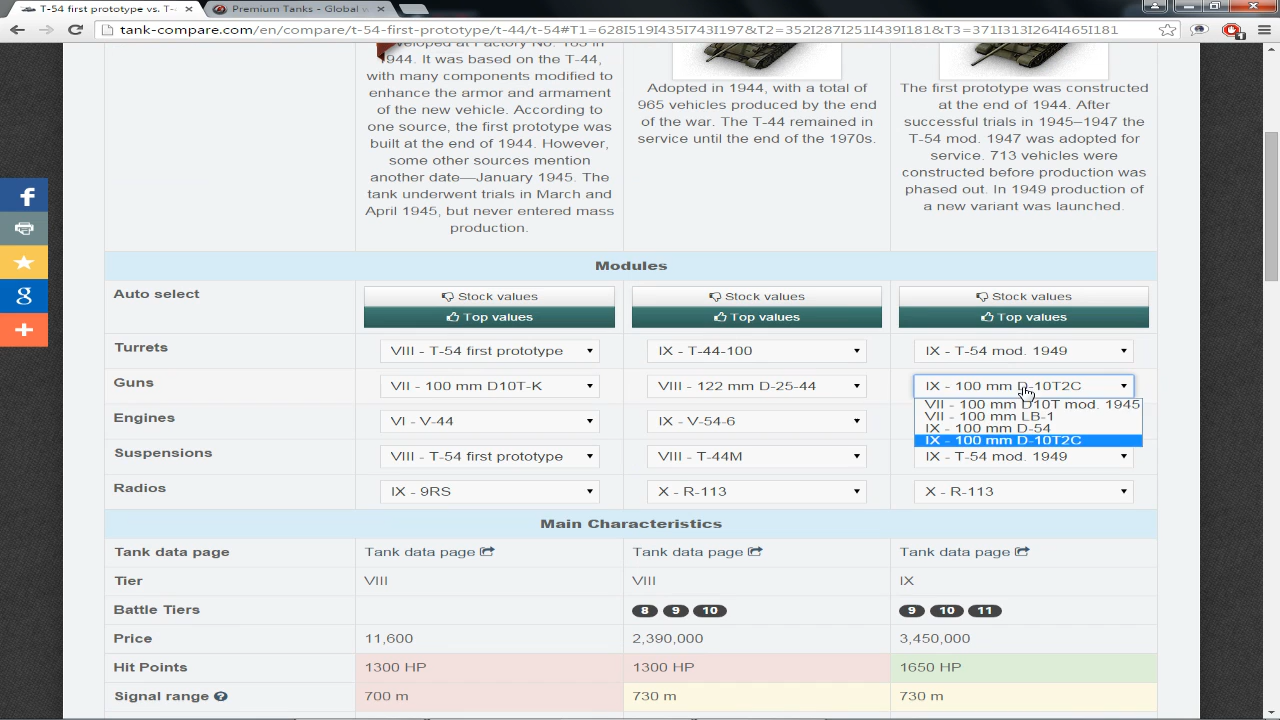 T-54 first prototype vs. T-
Premium Tanks - Global w
tank-compare.com/en/compare/t-54-first-prototype/t-44/t-54#T1=628I519I435I743I197&T2=352I287I251I439I181&T3=371I313I264I465I181
1944. It was based on the T-44,
with many components modified to
enhance the armor and armament
of the new vehicle. According to
one source, the first prototype was
built at the end of 1944. However,
some other sources mention
another date—January 1945. The
tank underwent trials in March and
April 1945, but never entered mass
production.
Adopted in 1944, with a total of
965 vehicles produced by the end
of the war. The T-44 remained in
service until the end of the 1970s.
The first prototype was constructed
at the end of 1944. After
successful trials in 1945–1947 the
T-54 mod. 1947 was adopted for
service. 713 vehicles were
constructed before production was
phased out. In 1949 production of
a new variant was launched.
Modules
Auto select
Stock values
Top values
Stock values
Top values
Stock values
Top values
Turrets
VIII - T-54 first prototype
IX - T-44-100
IX - T-54 mod. 1949
Guns
VII - 100 mm D10T-K
VIII - 122 mm D-25-44
IX - 100 mm D-10T2C
VII - 100 mm D10T mod. 1945
VII - 100 mm LB-1
IX - 100 mm D-54
IX - 100 mm D-10T2C
Engines
VI - V-44
IX - V-54-6
Suspensions
VIII - T-54 first prototype
VIII - T-44M
IX - T-54 mod. 1949
Radios
IX - 9RS
X - R-113
X - R-113
Main Characteristics
Tank data page
Tank data page
Tank data page
Tank data page
Tier
VIII
VIII
IX
Battle Tiers
8 9 10
9 10 11
Price
11,600
2,390,000
3,450,000
Hit Points
1300 HP
1300 HP
1650 HP
Signal range
700 m
730 m
730 m